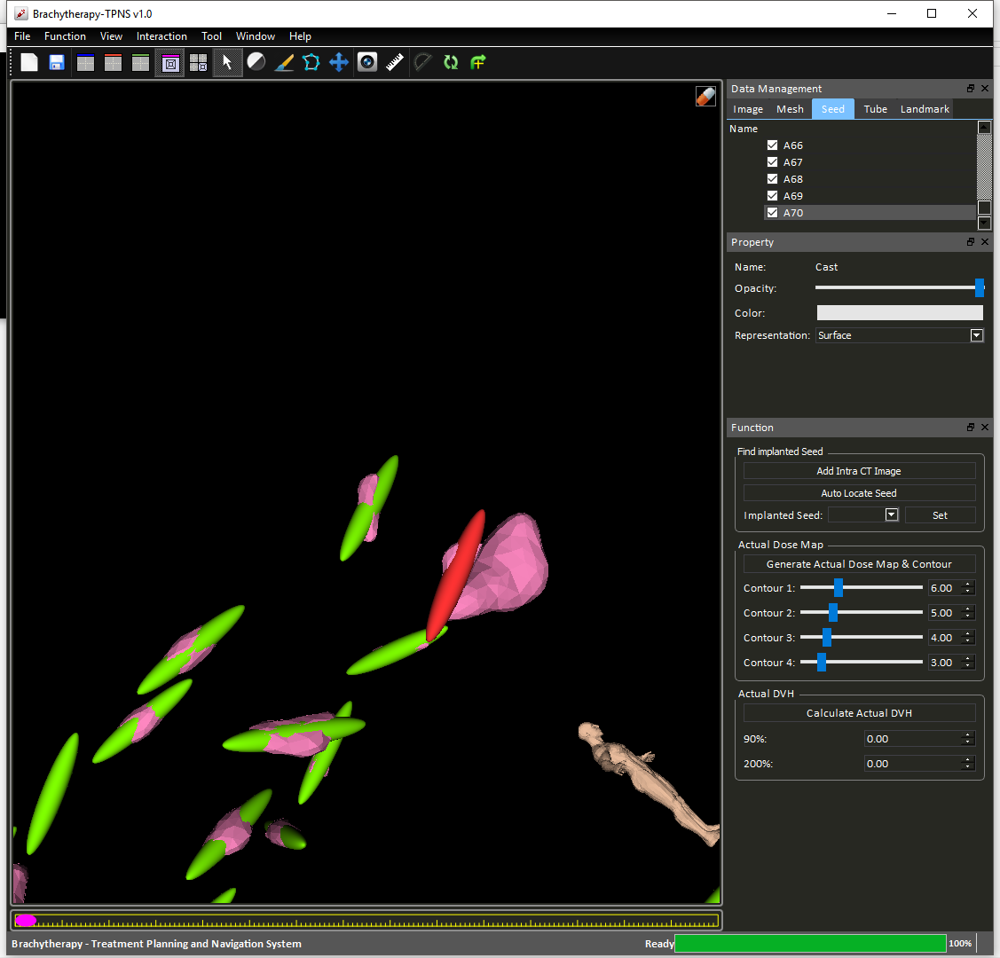 Brachytherapy-TPNS v1.0
File Function View Interaction Tool Window Help
Data Management
Image Mesh Seed Tube Landmark
Name
A66
A67
A68
A69
A70
Property
Name: Cast
Opacity:
Color:
Representation: Surface
Function
Find implanted Seed
Add Intra CT Image
Auto Locate Seed
Implanted Seed: Set
Actual Dose Map
Generate Actual Dose Map & Contour
Contour 1: 6.00
Contour 2: 5.00
Contour 3: 4.00
Contour 4: 3.00
Actual DVH
Calculate Actual DVH
90%: 0.00
200%: 0.00
Brachytherapy - Treatment Planning and Navigation System Ready 100%